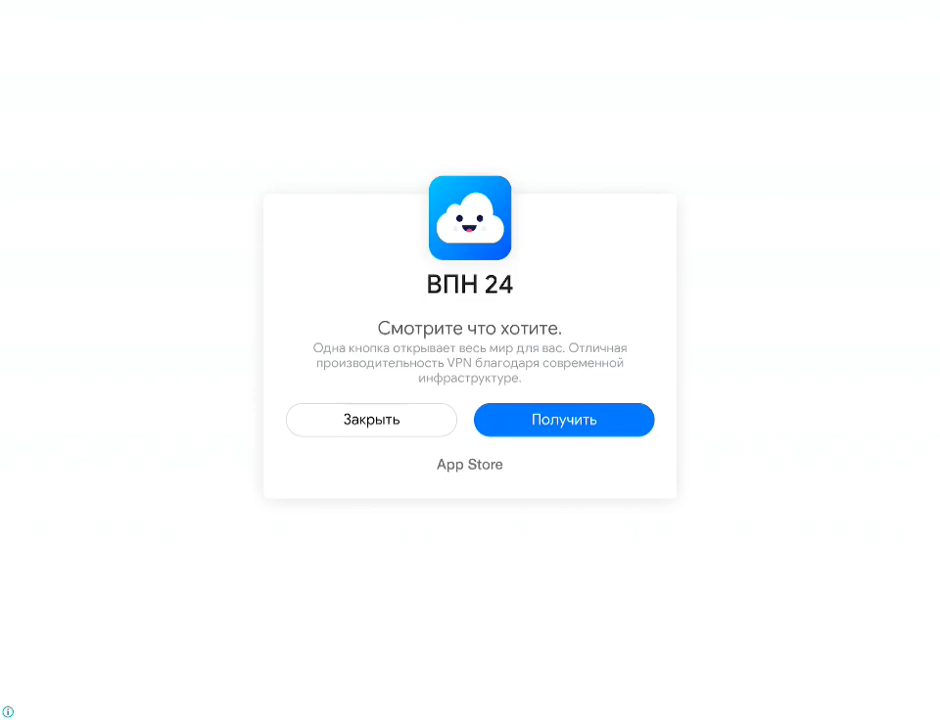 ВПН 24
Смотрите что хотите.
Одна кнопка открывает весь мир для вас. Отличная
производительность VPN благодаря современной
инфраструктуре.
Закрыть
Получить
App Store